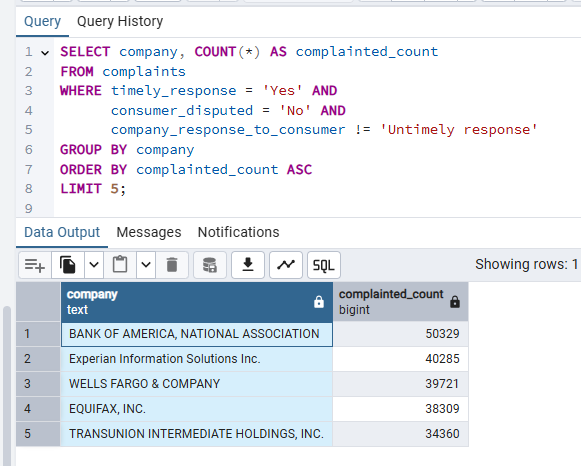 Query Query History
1 SELECT company, COUNT(*) AS complainted_count
2 FROM complaints
3 WHERE timely_response = 'Yes' AND
4 consumer_disputed = 'No' AND
5 company_response_to_consumer != 'Untimely response'
6 GROUP BY company
7 ORDER BY complainted_count ASC
8 LIMIT 5;
9
Data Output Messages Notifications
SQL Showing rows: 1
company complainted_count
text bigint
1 BANK OF AMERICA, NATIONAL ASSOCIATION 50329
2 Experian Information Solutions Inc. 40285
3 WELLS FARGO & COMPANY 39721
4 EQUIFAX, INC. 38309
5 TRANSUNION INTERMEDIATE HOLDINGS, INC. 34360